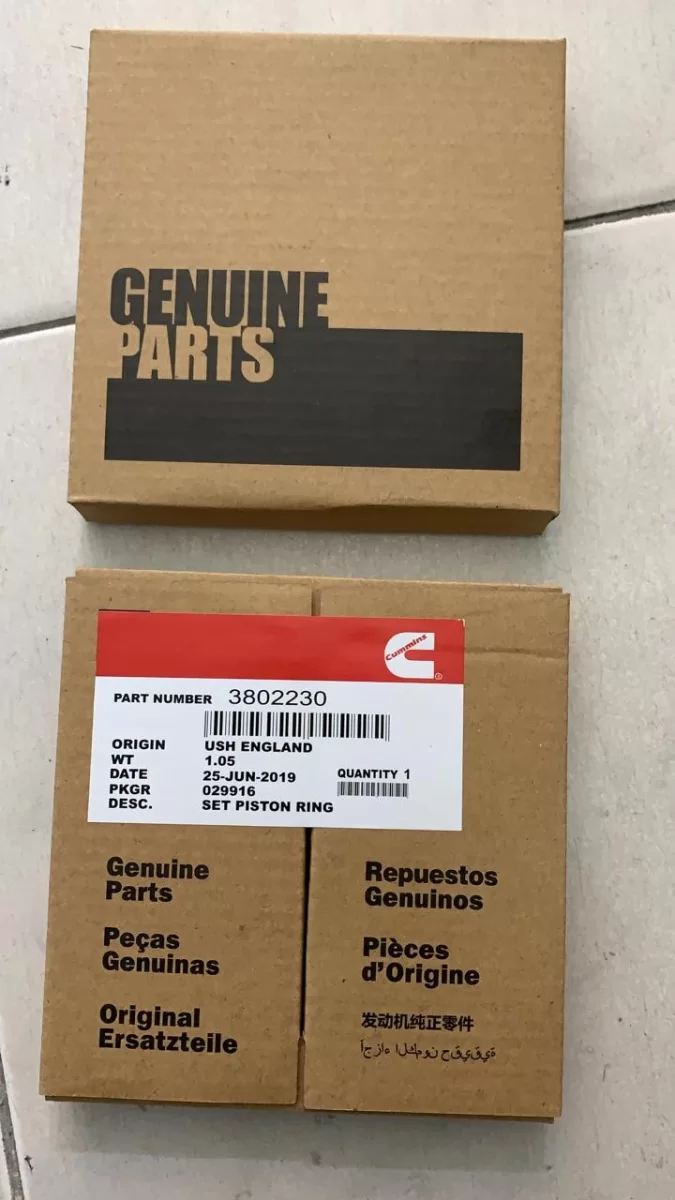 GENUINE
PARTS
Cummins
PART NUMBER 3802230
ORIGIN USH ENGLAND
WT 1.05
DATE 25-JUN-2019 QUANTITY 1
PKGR 029916
DESC. SET PISTON RING
Genuine
Parts
Peças
Genuinas
Original
Ersatzteile
Repuestos
Genuinos
Pièces
d'Origine
发动机纯正零件